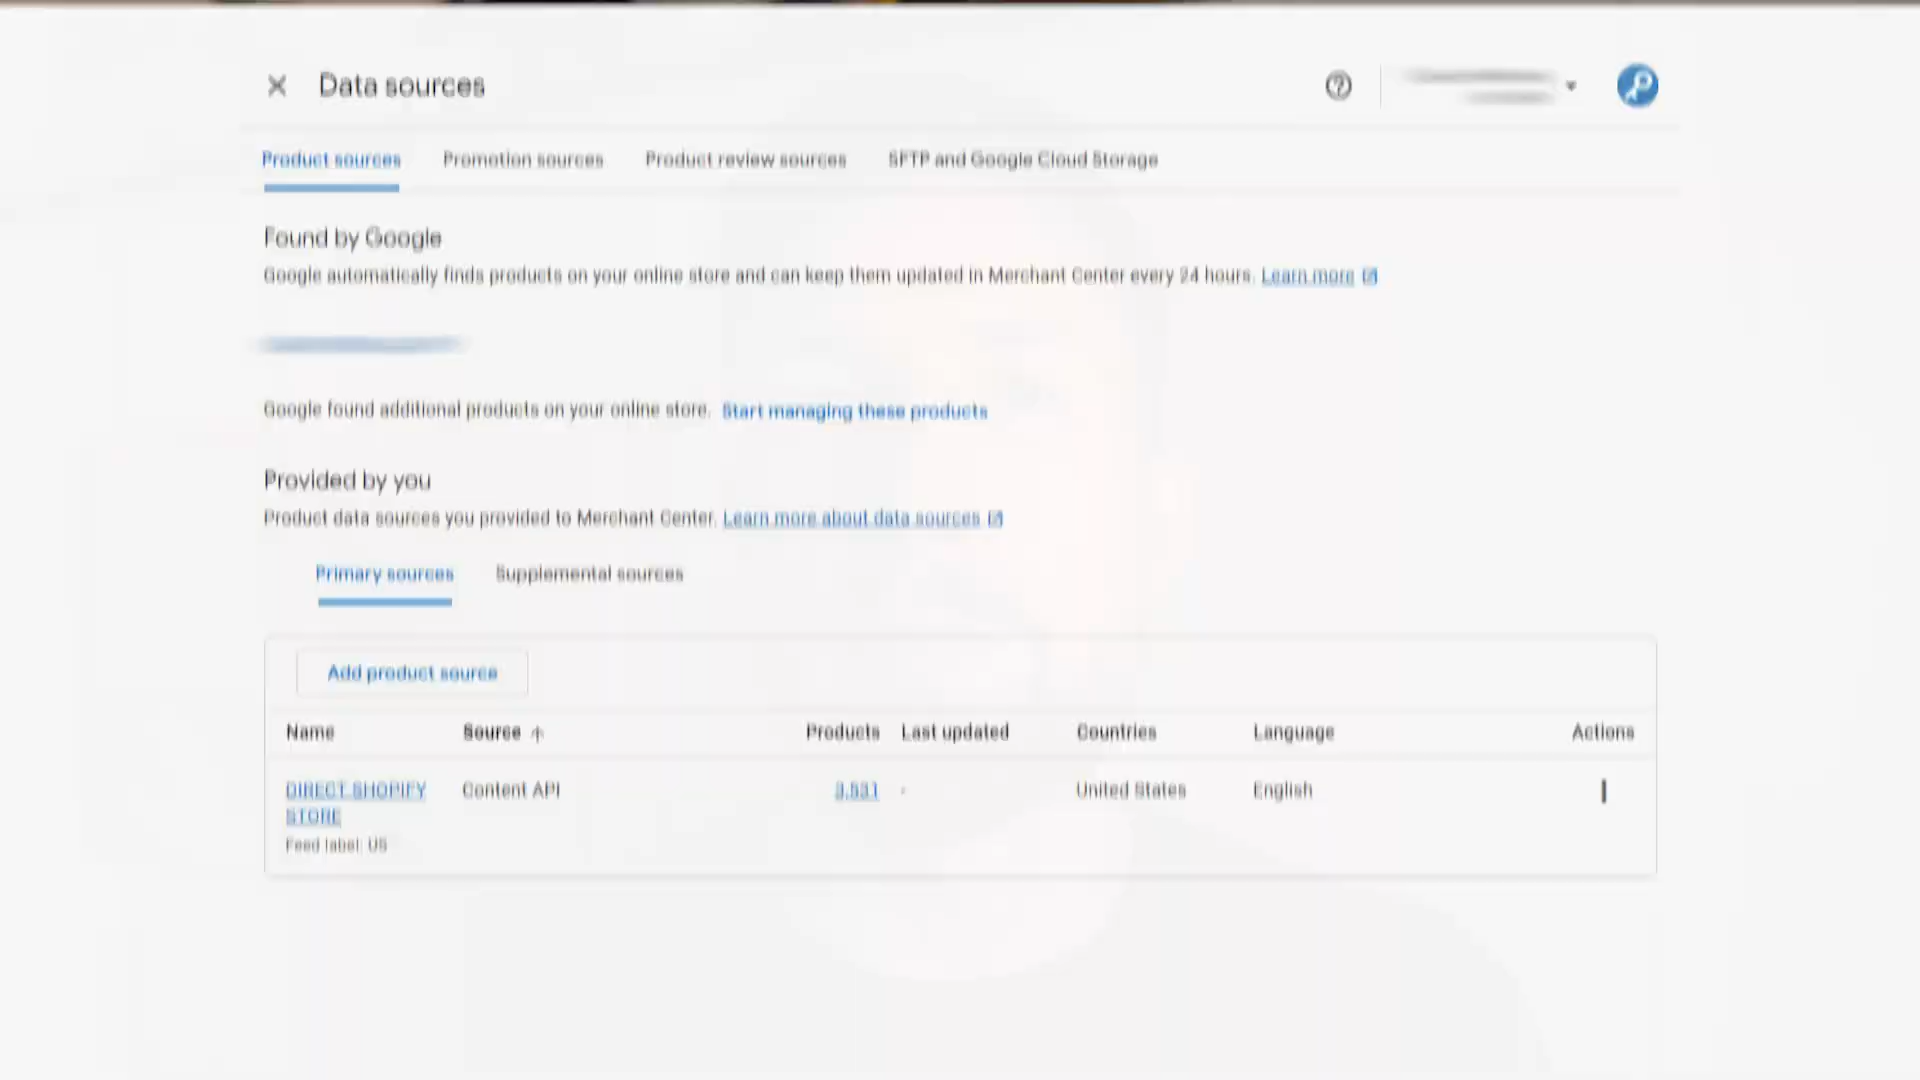 Data sources
Product sources Promotion sources Product review sources SFTP and Google Cloud Storage
Found by Google
Google automatically finds products on your online store and can keep them updated in Merchant Center every 24 hours. Learn more
Google found additional products on your online store. Start managing these products
Provided by you
Product data sources you provided to Merchant Center. Learn more about data sources
Primary sources Supplemental sources
Add product source
Name Source Products Last updated Countries Language Actions
DIRECT SHOPIFY Content API 3,531 - United States English
STORE
Feed label: US